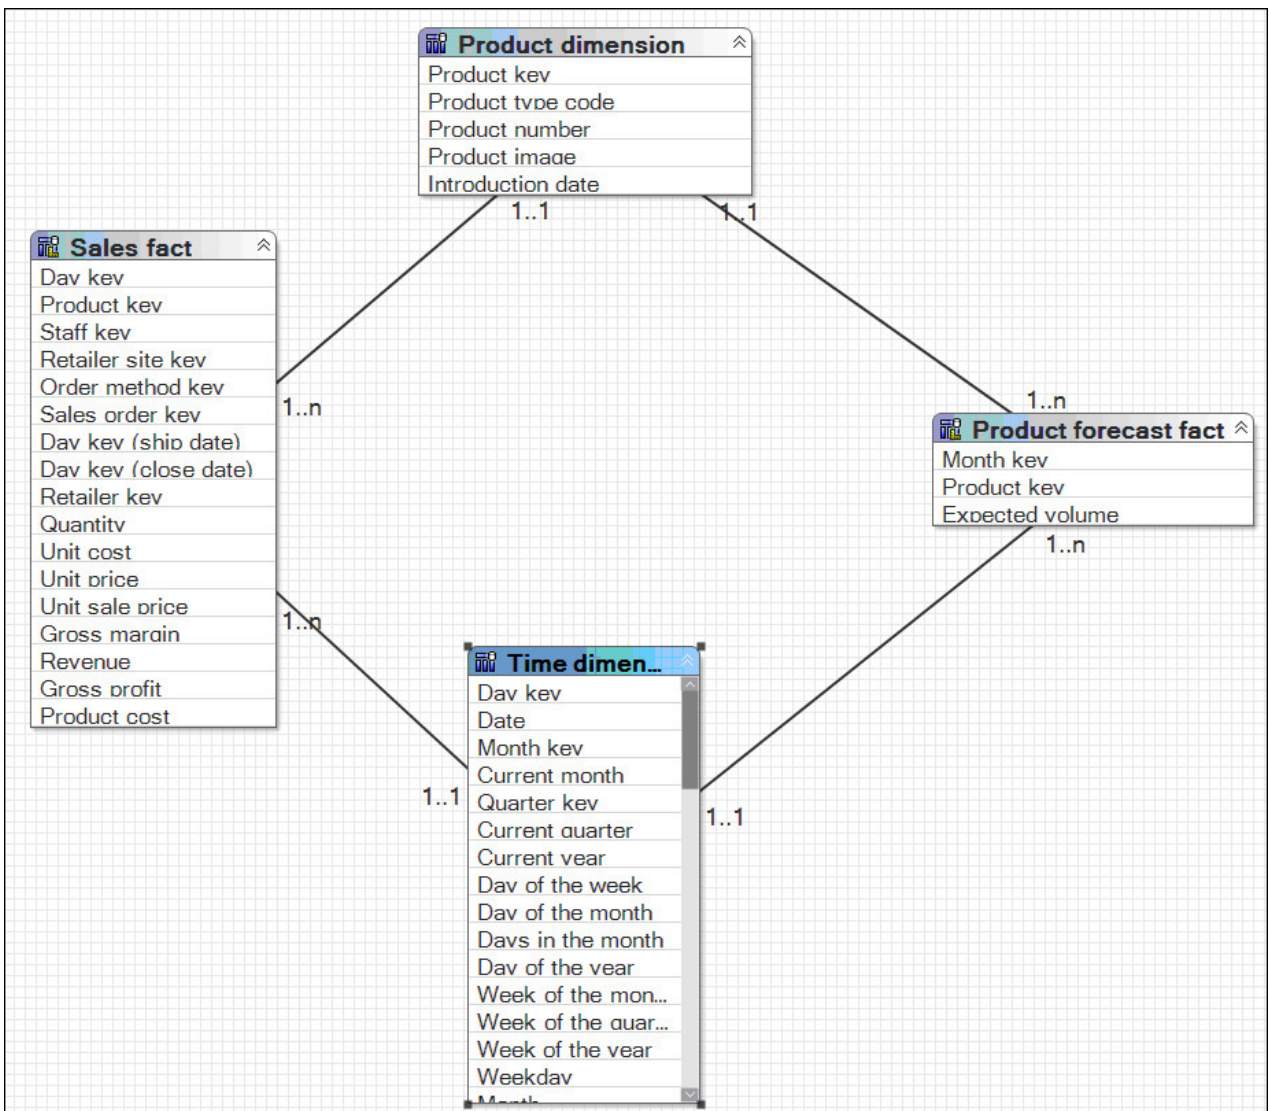 Product dimension
Product key
Product type code
Product number
Product image
Introduction date
1..1
1..1
Sales fact
Day key
Product key
Staff key
Retailer site key
Order method key
Sales order key
Day key (ship date)
Day key (close date)
Retailer key
Quantity
Unit cost
Unit price
Unit sale price
Gross margin
Revenue
Gross profit
Product cost
1..n
1..n
1..n
Product forecast fact
Month key
Product key
Expected volume
1..n
Time dimen...
Day key
Date
Month key
Current month
Quarter key
Current quarter
Current year
Day of the week
Day of the month
Days in the month
Day of the year
Week of the mon...
Week of the quar...
Week of the year
Weekday
Month
1..1
1..1